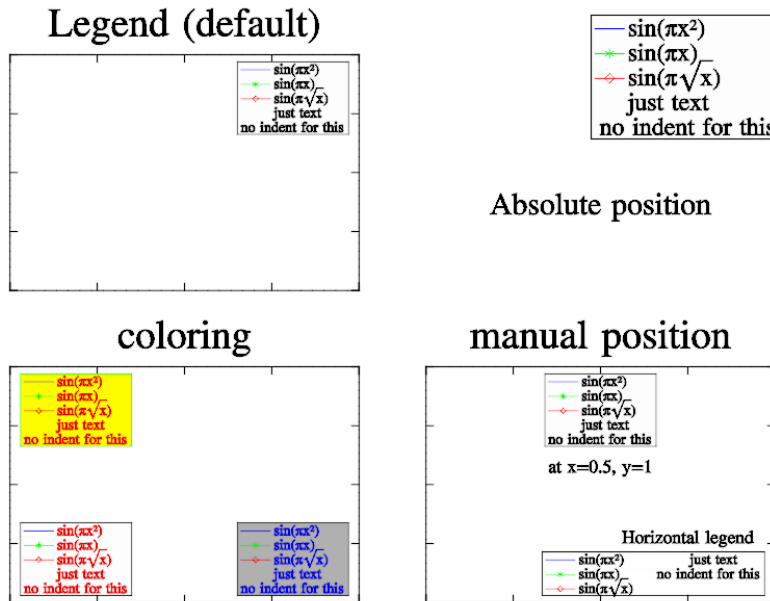 Legend (default)
sin(πx²)
sin(πx)
sin(π√x)
just text
no indent for this
sin(πx²)
sin(πx)
sin(π√x)
just text
no indent for this
Absolute position
coloring
sin(πx²)
sin(πx)
sin(π√x)
just text
no indent for this
sin(πx²)
sin(πx)
sin(π√x)
just text
no indent for this
sin(πx²)
sin(πx)
sin(π√x)
just text
no indent for this
manual position
sin(πx²)
sin(πx)
sin(π√x)
just text
no indent for this
at x=0.5, y=1
Horizontal legend
sin(πx²) just text
sin(πx) no indent for this
sin(π√x)